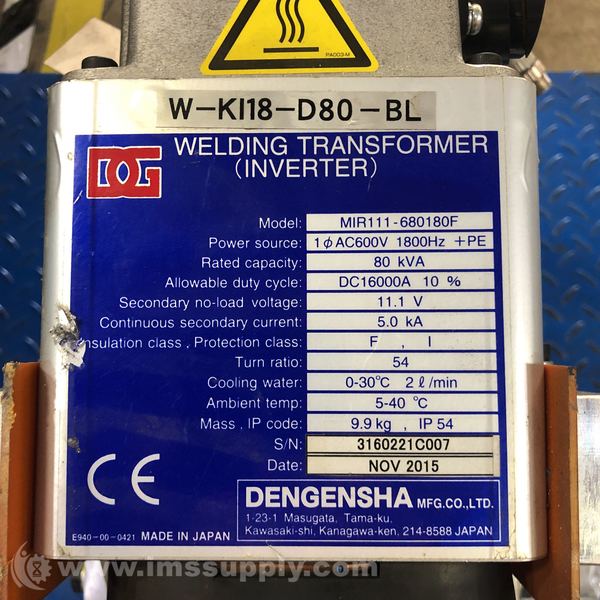 PA003-M
W-KI18-D80-BL
DG
WELDING TRANSFORMER
(INVERTER)
Model: MIR111-680180F
Power source: 1φAC600V 1800Hz +PE
Rated capacity: 80 kVA
Allowable duty cycle: DC16000A 10 %
Secondary no-load voltage: 11.1 V
Continuous secondary current: 5.0 kA
nsulation class , Protection class: F , I
Turn ratio: 54
Cooling water: 0-30℃ 2ℓ/min
Ambient temp: 5-40 ℃
Mass , IP code: 9.9 kg , IP 54
S/N: 3160221C007
Date: NOV 2015
CE
DENGENSHA MFG.CO.,LTD.
1-23-1 Masugata, Tama-ku,
Kawasaki-shi, Kanagawa-ken, 214-8588 JAPAN
E940-00-0421 MADE IN JAPAN
www.imssupply.com